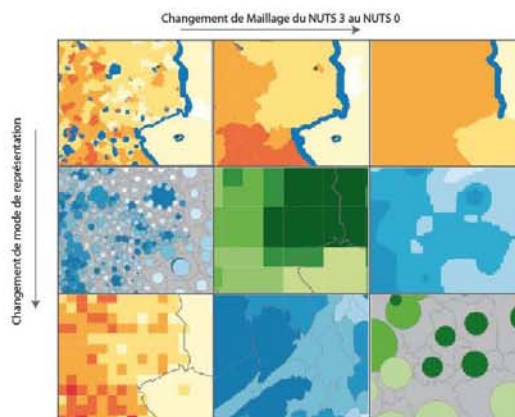 Changement de Maillage du NUTS 3 au NUTS 0
Changement de mode de représentation